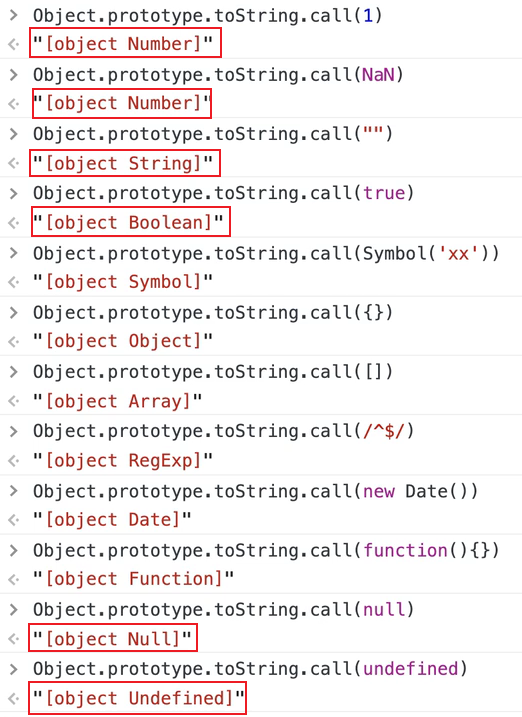 > Object.prototype.toString.call(1)
<· "[object Number]"
> Object.prototype.toString.call(NaN)
<· "[object Number]"
> Object.prototype.toString.call("")
<· "[object String]"
> Object.prototype.toString.call(true)
<· "[object Boolean]"
> Object.prototype.toString.call(Symbol('xx'))
<· "[object Symbol]"
> Object.prototype.toString.call({})
<· "[object Object]"
> Object.prototype.toString.call([])
<· "[object Array]"
> Object.prototype.toString.call(/^$/)
<· "[object RegExp]"
> Object.prototype.toString.call(new Date())
<· "[object Date]"
> Object.prototype.toString.call(function(){})
<· "[object Function]"
> Object.prototype.toString.call(null)
<· "[object Null]"
> Object.prototype.toString.call(undefined)
<· "[object Undefined]"